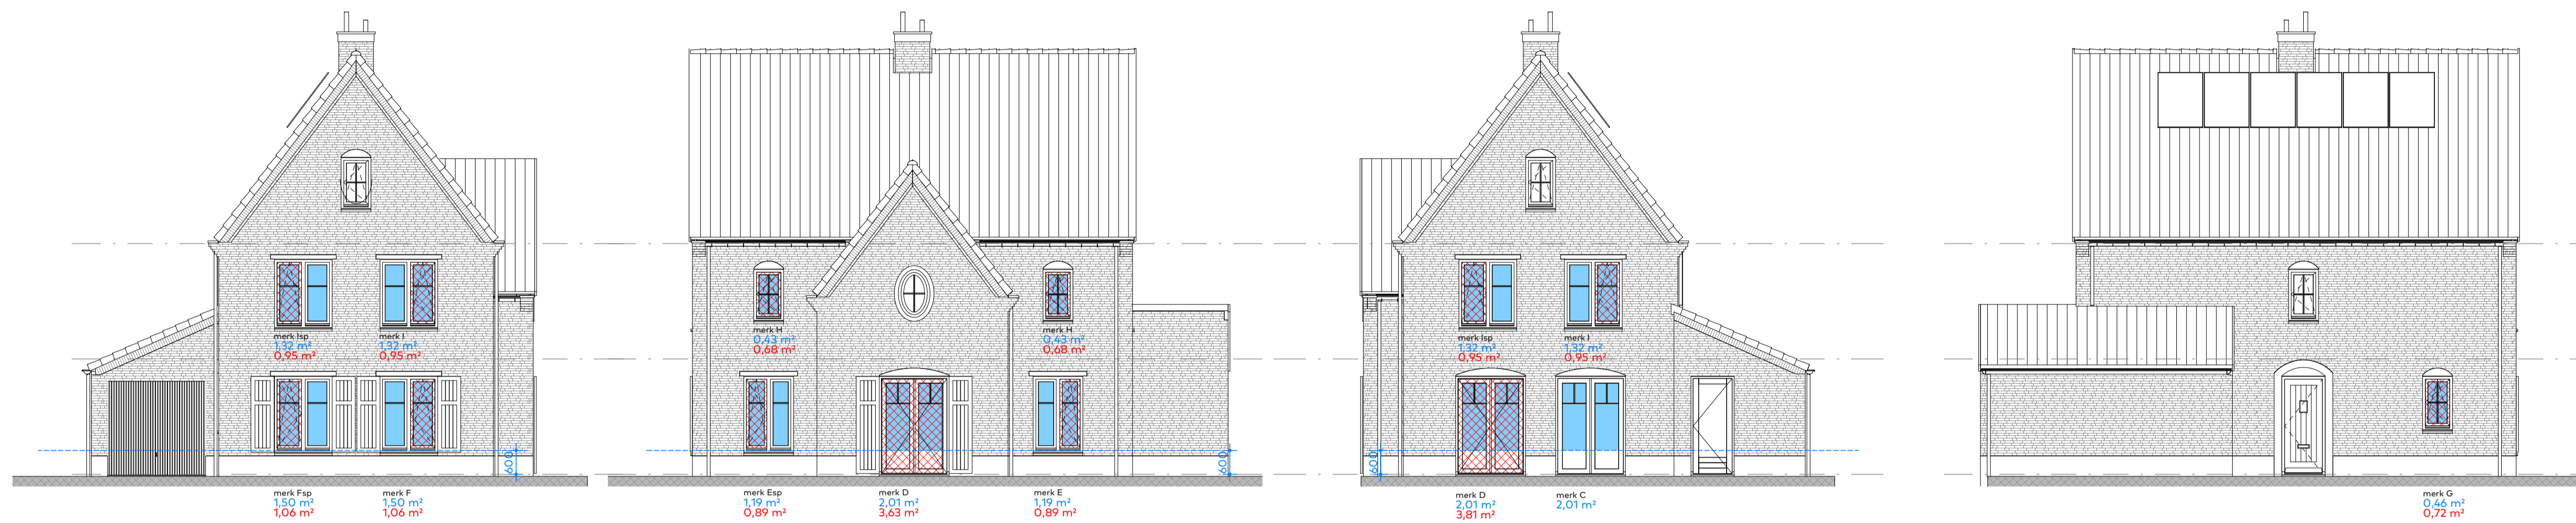 merk Isp
1,32 m²
0,95 m²
merk I
1,32 m²
0,95 m²
600
merk Fsp
1,50 m²
1,06 m²
merk F
1,50 m²
1,06 m²
merk H
0,43 m²
0,68 m²
merk H
0,43 m²
0,68 m²
600
merk Esp
1,19 m²
0,89 m²
merk D
2,01 m²
3,63 m²
merk E
1,19 m²
0,89 m²
merk Isp
1,32 m²
0,95 m²
merk I
1,32 m²
0,95 m²
600
merk D
2,01 m²
3,81 m²
merk C
2,01 m²
merk G
0,46 m²
0,72 m²